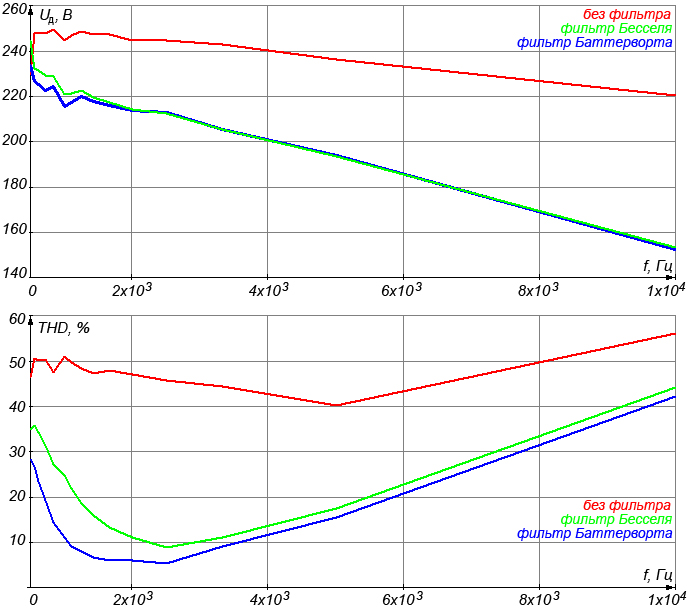 260
U_д, В
без фильтра
фильтр Бесселя
фильтр Баттерворта
240
220
200
180
160
140
f, Гц
0 2x10³ 4x10³ 6x10³ 8x10³ 1x10⁴
60
THD, %
50
40
30
20
10
без фильтра
фильтр Бесселя
фильтр Баттерворта
f, Гц
0 2x10³ 4x10³ 6x10³ 8x10³ 1x10⁴